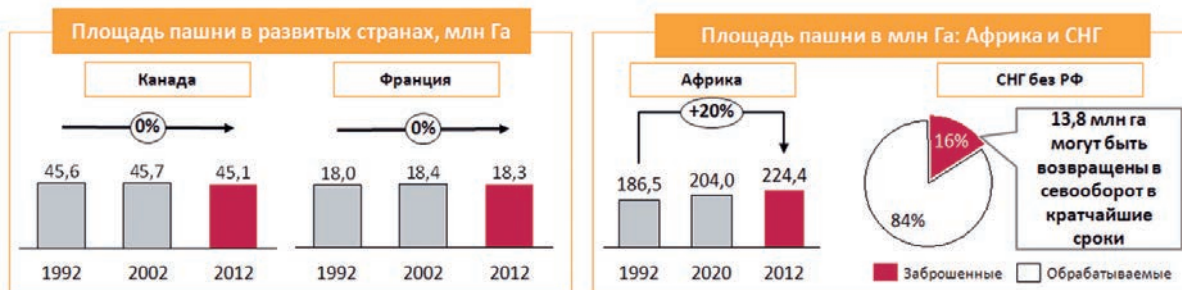 Площадь пашни в развитых странах, млн Га
Канада
0%
45,6 45,7 45,1
1992 2002 2012
Франция
0%
18,0 18,4 18,3
1992 2002 2012
Площадь пашни в млн Га: Африка и СНГ
Африка
+20%
186,5 204,0 224,4
1992 2020 2012
СНГ без РФ
16%
84%
13,8 млн га
могут быть
возвращены в
севооборот в
кратчайшие
сроки
Заброшенные Обрабатываемые